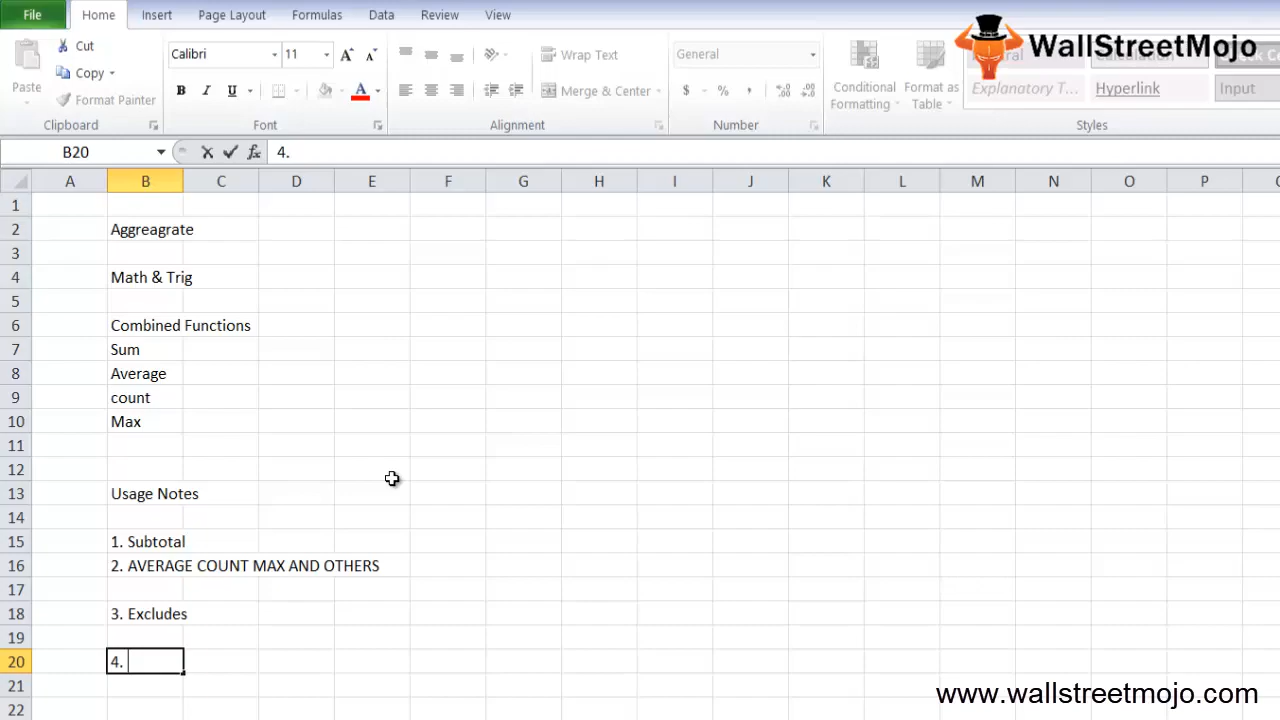 File Home Insert Page Layout Formulas Data Review View
WallStreetMojo
Cut
Copy
Format Painter
Paste
Clipboard
Calibri 11
B I U
Font
Wrap Text
Merge & Center
Alignment
General
$ % ,
Number
Conditional Formatting
Format as Table
Explanatory T...
Hyperlink
Input
Styles
B20 4.
A B C D E F G H I J K L M N O P
1
2 Aggreagrate
3
4 Math & Trig
5
6 Combined Functions
7 Sum
8 Average
9 count
10 Max
11
12
13 Usage Notes
14
15 1. Subtotal
16 2. AVERAGE COUNT MAX AND OTHERS
17
18 3. Excludes
19
20 4.
21
22
www.wallstreetmojo.com